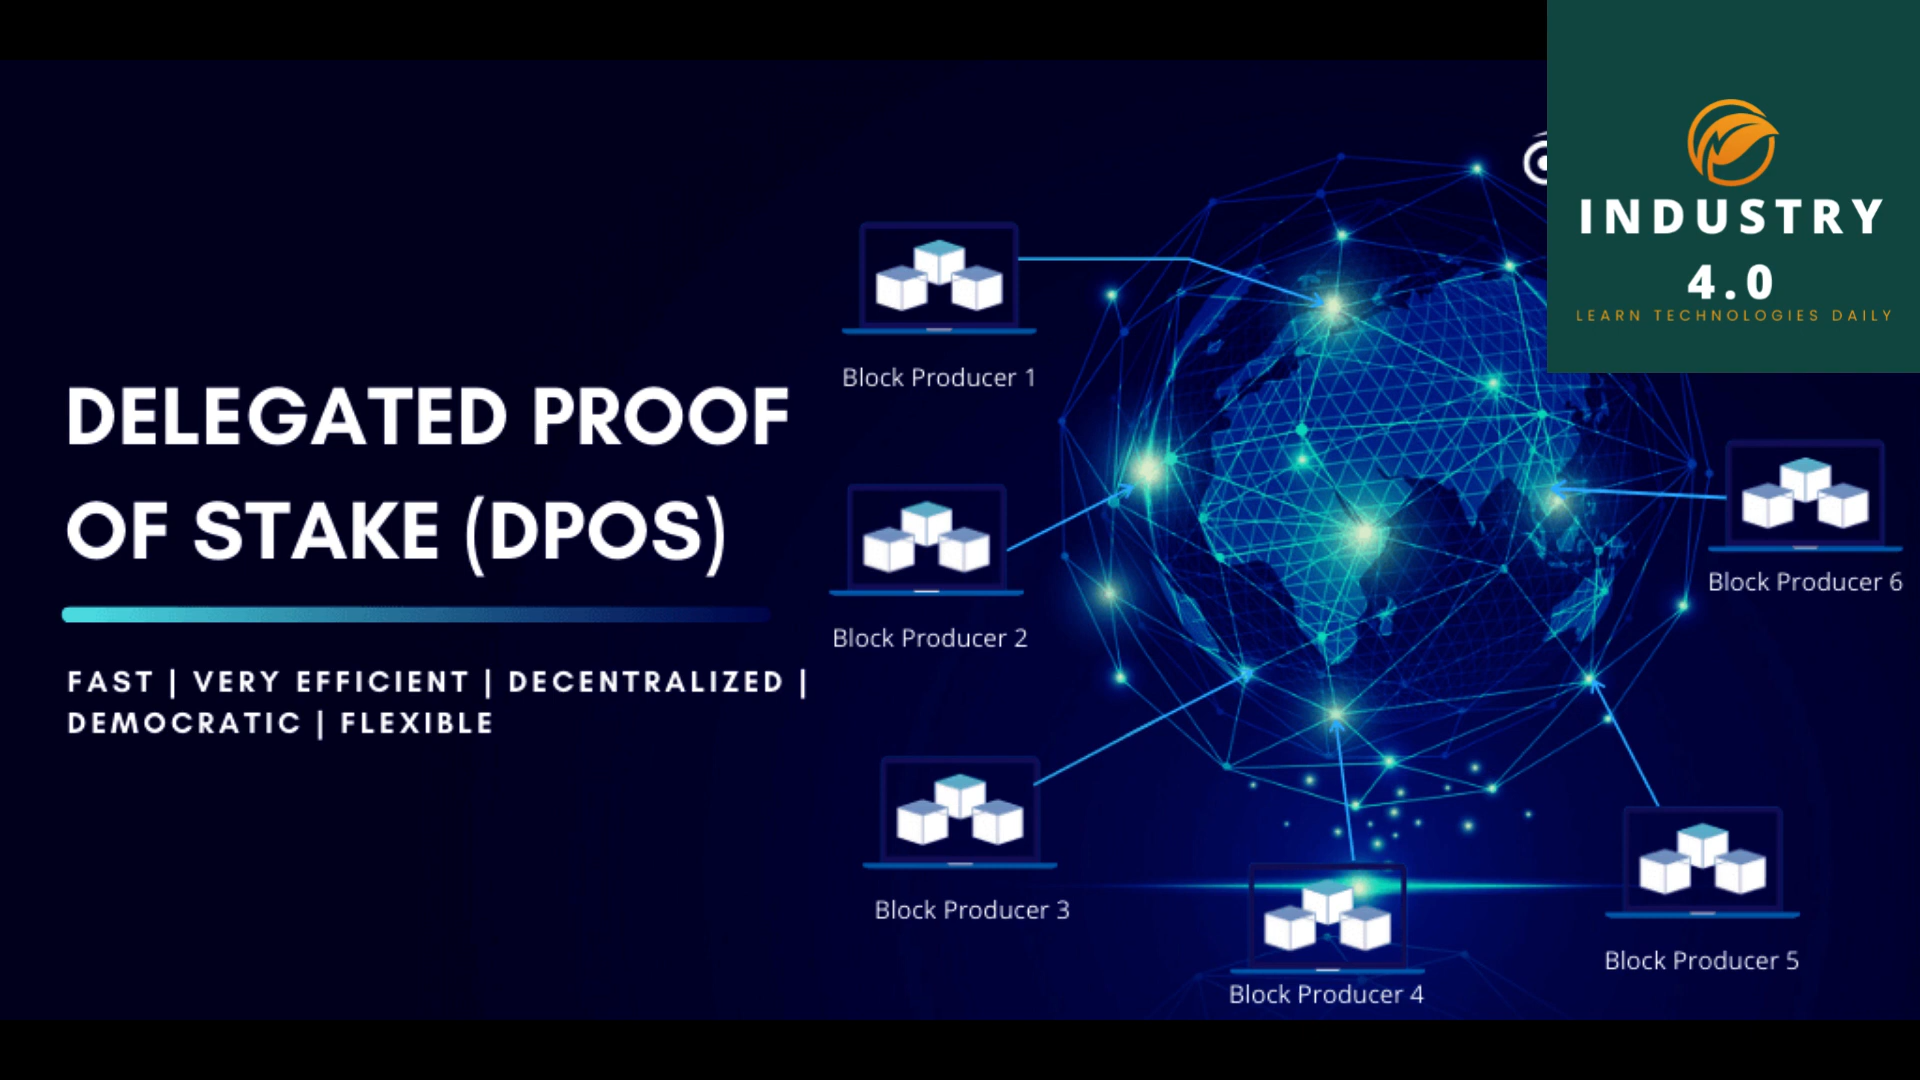 DELEGATED PROOF
OF STAKE (DPOS)
FAST | VERY EFFICIENT | DECENTRALIZED |
DEMOCRATIC | FLEXIBLE
Block Producer 1
Block Producer 2
Block Producer 3
Block Producer 4
Block Producer 5
Block Producer 6
INDUSTRY
4.0
LEARN TECHNOLOGIES DAILY